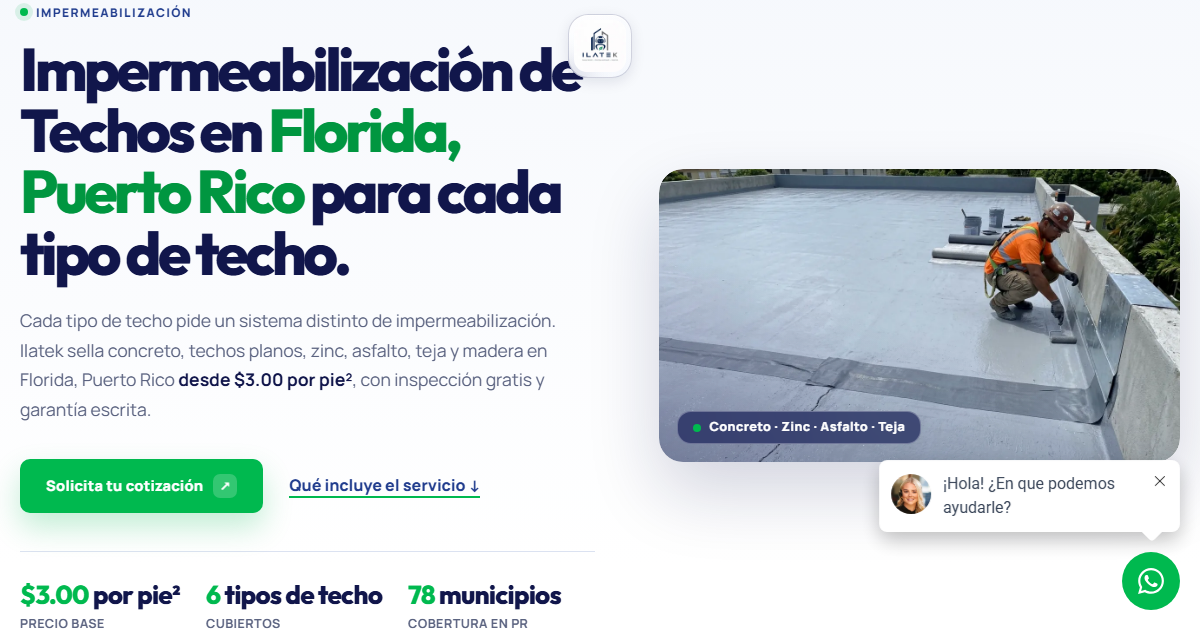 IMPERMEABILIZACIÓN
ILATEK
Impermeabilización de
Techos en Florida,
Puerto Rico para cada
tipo de techo.
Cada tipo de techo pide un sistema distinto de impermeabilización.
Ilatek sella concreto, techos planos, zinc, asfalto, teja y madera en
Florida, Puerto Rico desde $3.00 por pie², con inspección gratis y
garantía escrita.
Solicita tu cotización ↗
Qué incluye el servicio ↓
Concreto · Zinc · Asfalto · Teja
¡Hola! ¿En que podemos
ayudarle?
$3.00 por pie²
PRECIO BASE
6 tipos de techo
CUBIERTOS
78 municipios
COBERTURA EN PR